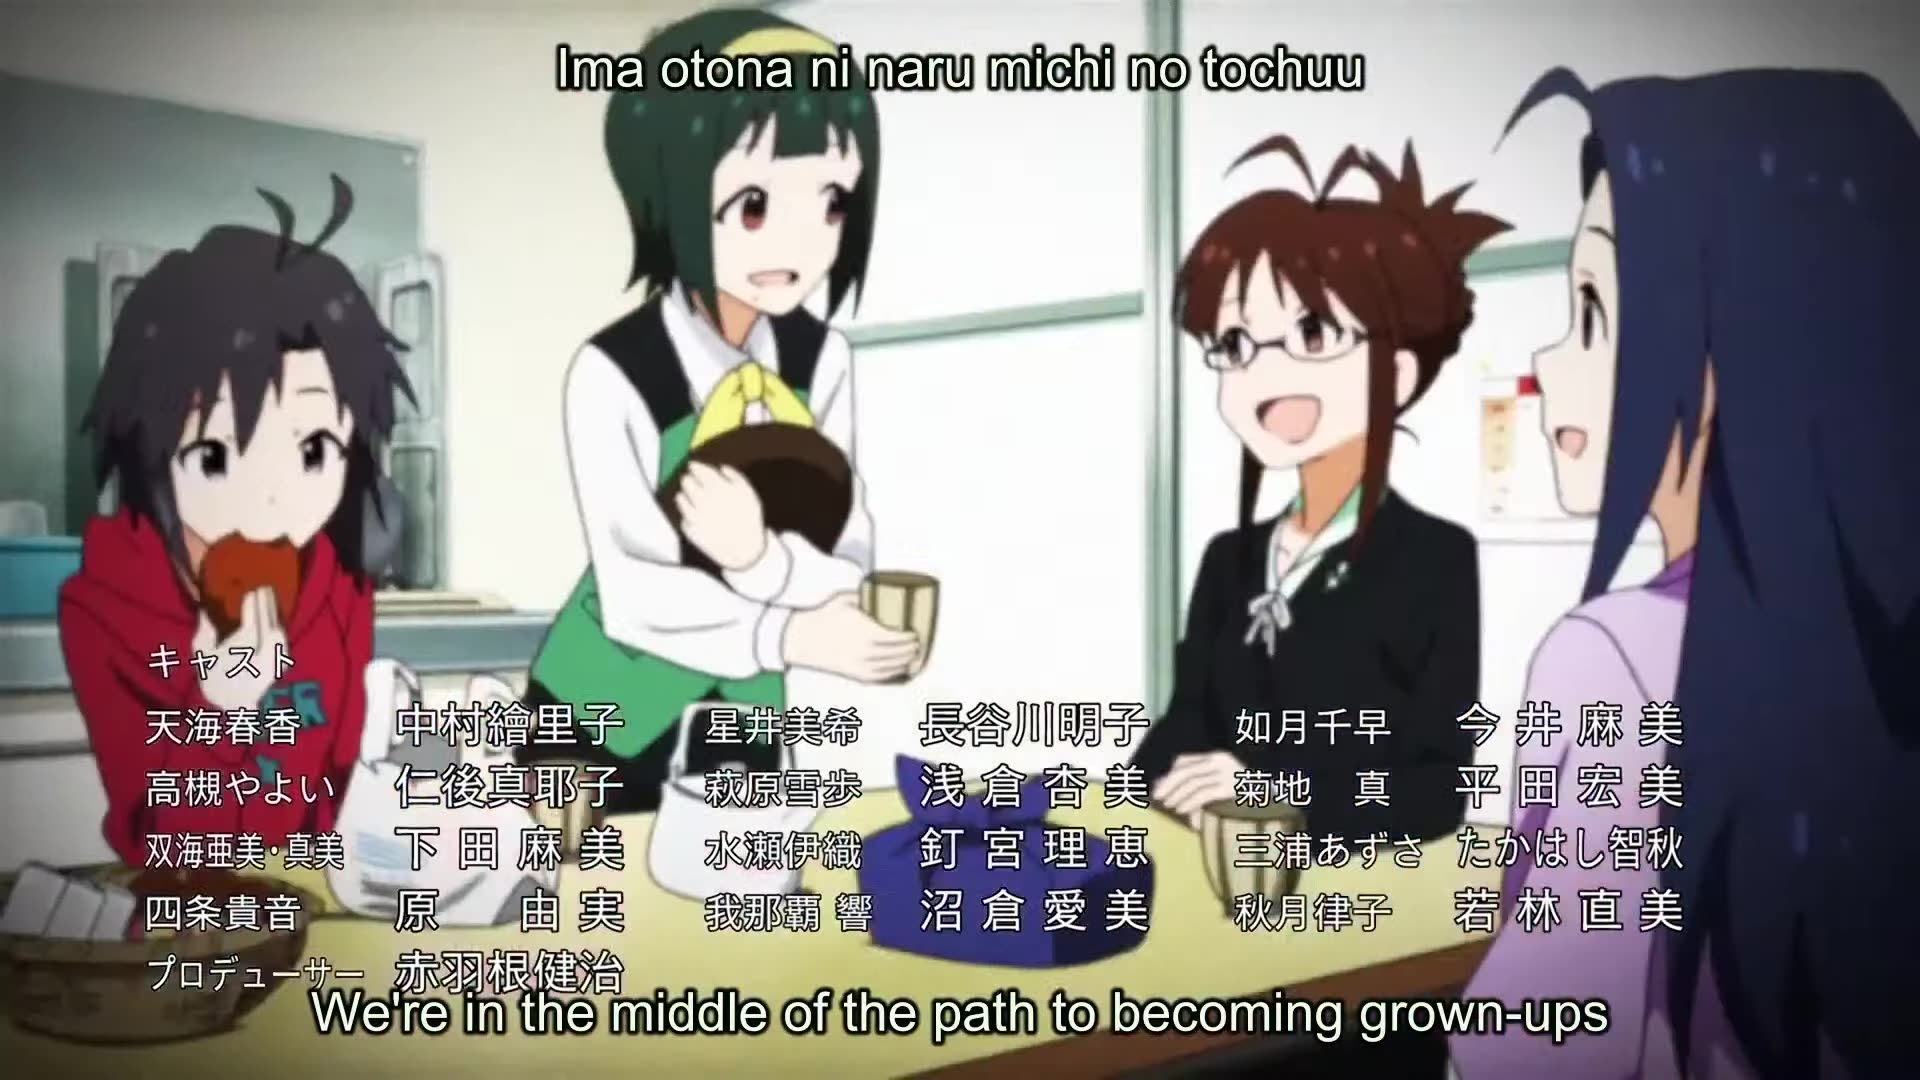 Ima otona ni naru michi no tochuu
キャスト
天海春香 中村繪里子 星井美希 長谷川明子 如月千早 今井麻美
高槻やよい 仁後真耶子 萩原雪歩 浅倉杏美 菊地 真 平田宏美
双海亜美・真美 下田麻美 水瀬伊織 釘宮理恵 三浦あずさ たかはし智秋
四条貴音 原由実 我那覇 響 沼倉愛美 秋月律子 若林直美
プロデューサー 赤羽根健治
We're in the middle of the path to becoming grown-ups